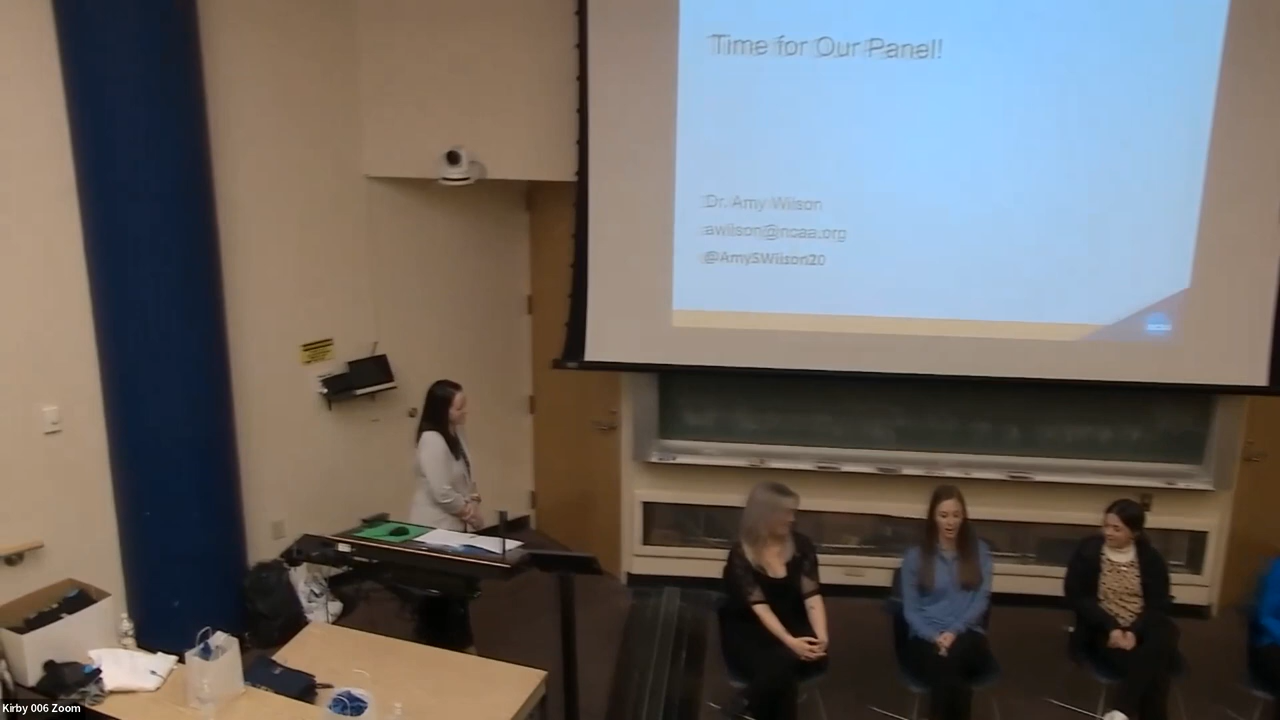 Time for Our Panel!
Dr. Amy Wilson
awilson@ncaa.org
@AmySWilson20
Kirby 006 Zoom